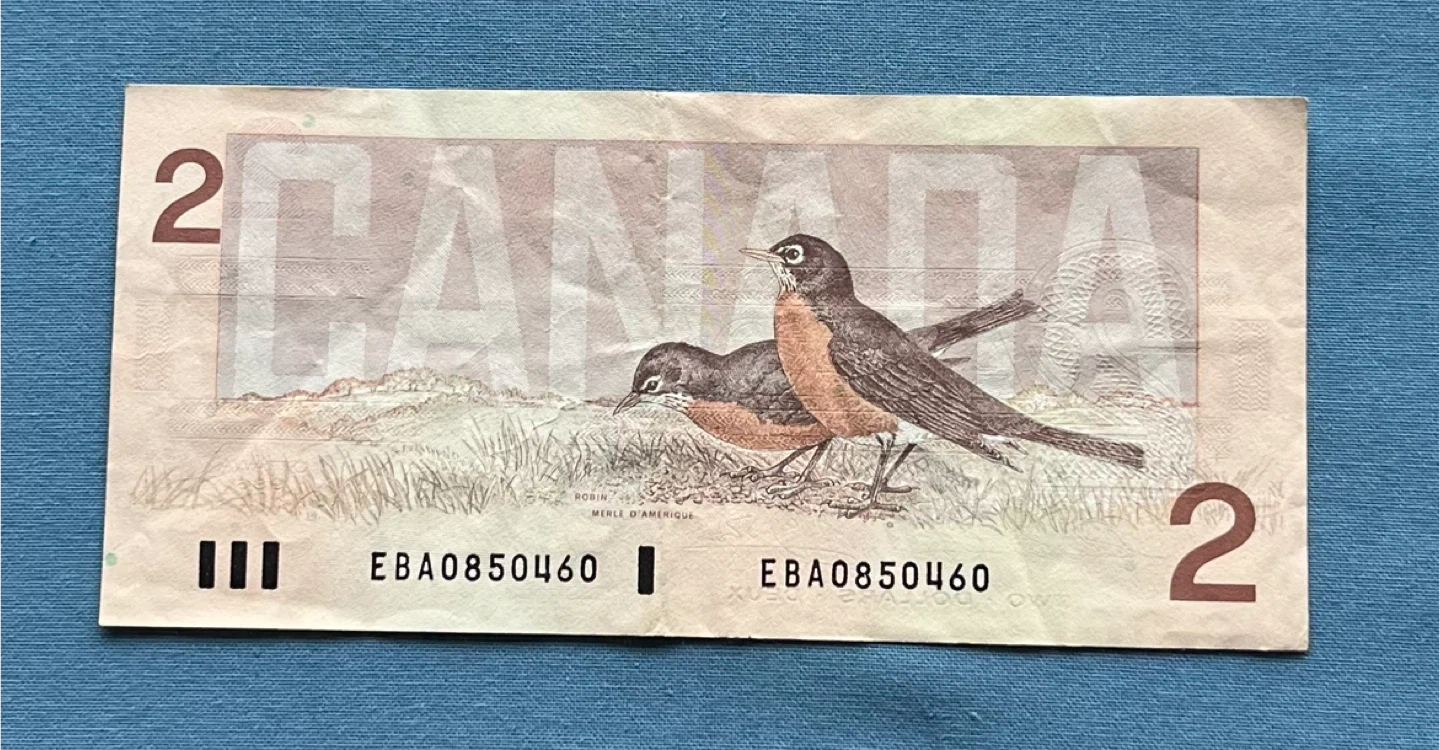 2
CANADA
ROBIN
MERLE D'AMÉRIQUE
EBA0850460 EBA0850460
2